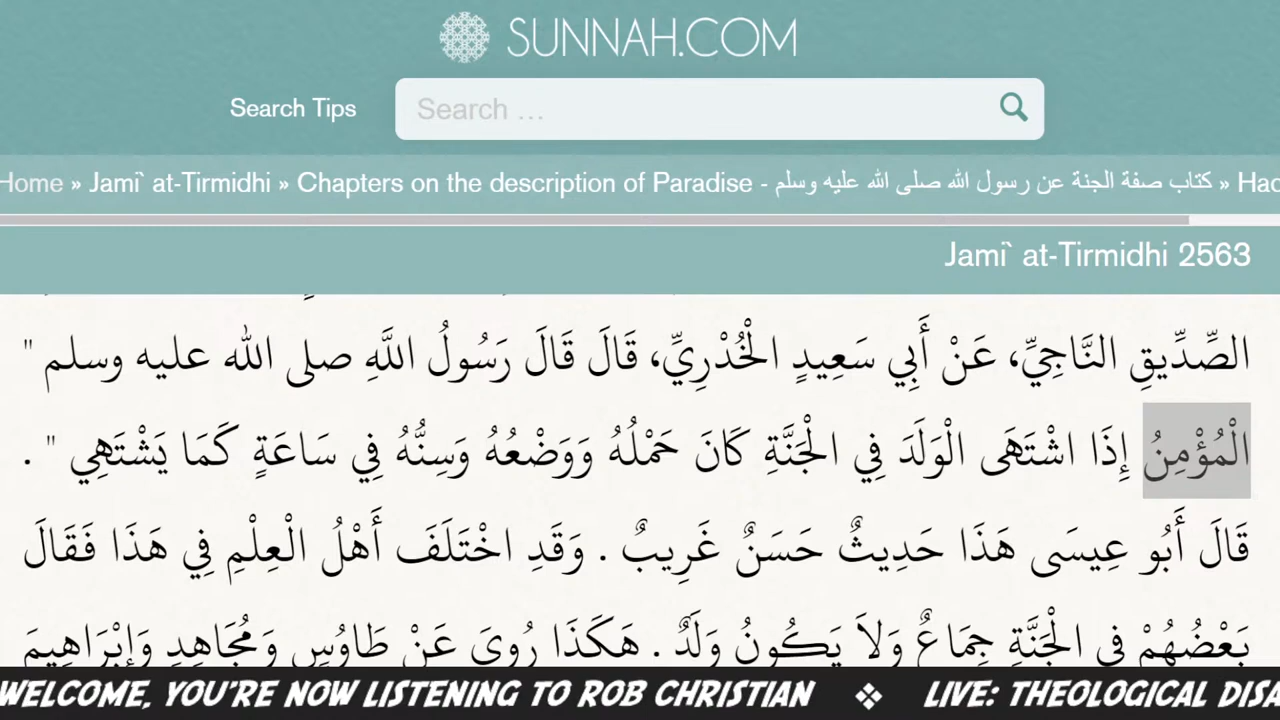 SUNNAH.COM
Search Tips
Search ...
Home » Jami` at-Tirmidhi » Chapters on the description of Paradise - كتاب صفة الجنة عن رسول الله صلى الله عليه وسلم »
Jami` at-Tirmidhi 2563
الصِّدِّيقِ النَّاجِيِّ، عَنْ أَبِي سَعِيدٍ الْخُدْرِيِّ، قَالَ قَالَ رَسُولُ اللَّهِ صلى الله عليه وسلم "
الْمُؤْمِنُ إِذَا اشْتَهَى الْوَلَدَ فِي الْجَنَّةِ كَانَ حَمْلُهُ وَوَضْعُهُ وَسِنُّهُ فِي سَاعَةٍ كَمَا يَشْتَهِي " .
قَالَ أَبُو عِيسَى هَذَا حَدِيثٌ حَسَنٌ غَرِيبٌ . وَقَدِ اخْتَلَفَ أَهْلُ الْعِلْمِ فِي هَذَا فَقَالَ
بَعْضُهُمْ فِي الْجَنَّةِ جِمَاعٌ وَلاَ يَكُونُ وَلَدٌ . هَكَذَا رُوِيَ عَنْ طَاوُسٍ وَمُجَاهِدٍ وَإِبْرَاهِيمَ
WELCOME, YOU'RE NOW LISTENING TO ROB CHRISTIAN ❖ LIVE: THEOLOGICAL